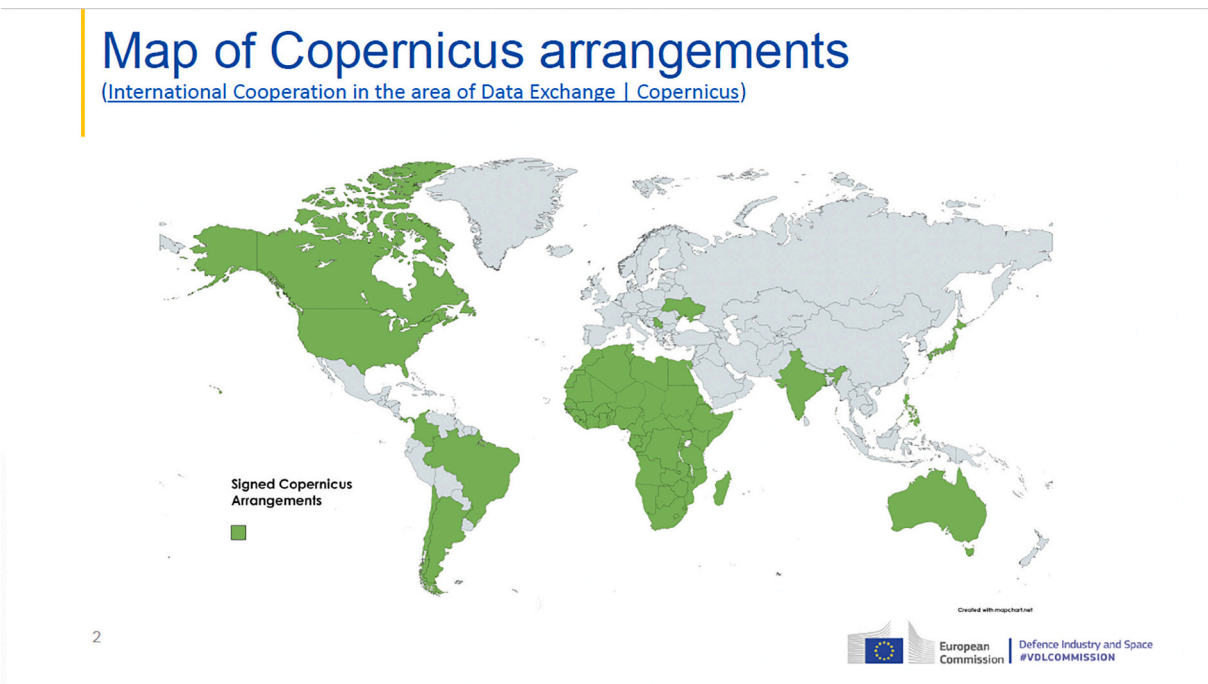 Map of Copernicus arrangements
(International Cooperation in the area of Data Exchange | Copernicus)
Signed Copernicus
Arrangements
Created with mapchart.net
2
European
Commission
Defence Industry and Space
#VDLCOMMISSION